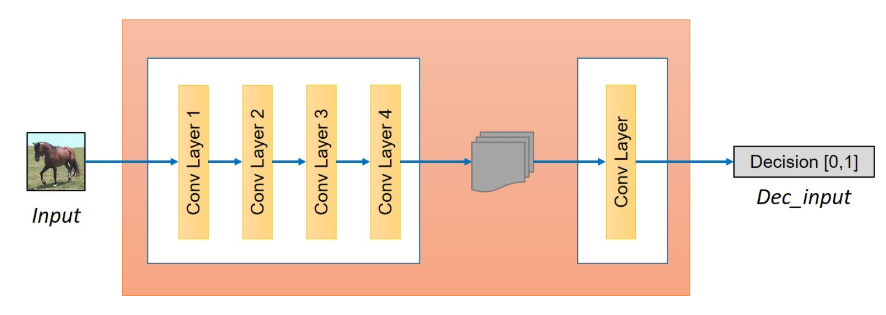 Input
Conv Layer 1
Conv Layer 2
Conv Layer 3
Conv Layer 4
Conv Layer
Decision [0,1]
Dec_input